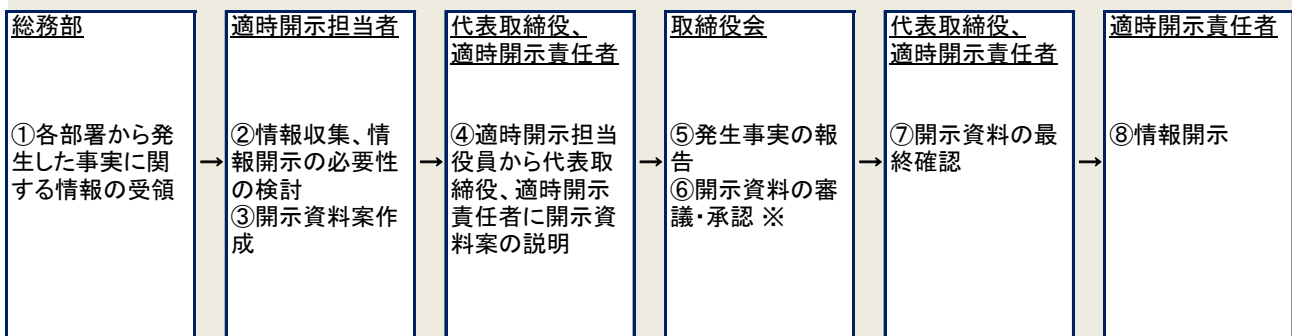 総務部
①各部署から発
生した事実に関
する情報の受領
→
適時開示担当者
②情報収集、情
報開示の必要性
の検討
③開示資料案作
成
→
代表取締役、
適時開示責任者
④適時開示担当
役員から代表取
締役、適時開示
責任者に開示資
料案の説明
→
取締役会
⑤発生事実の報
告
⑥開示資料の審
議・承認 ※
→
代表取締役、
適時開示責任者
⑦開示資料の最
終確認
→
適時開示責任者
⑧情報開示